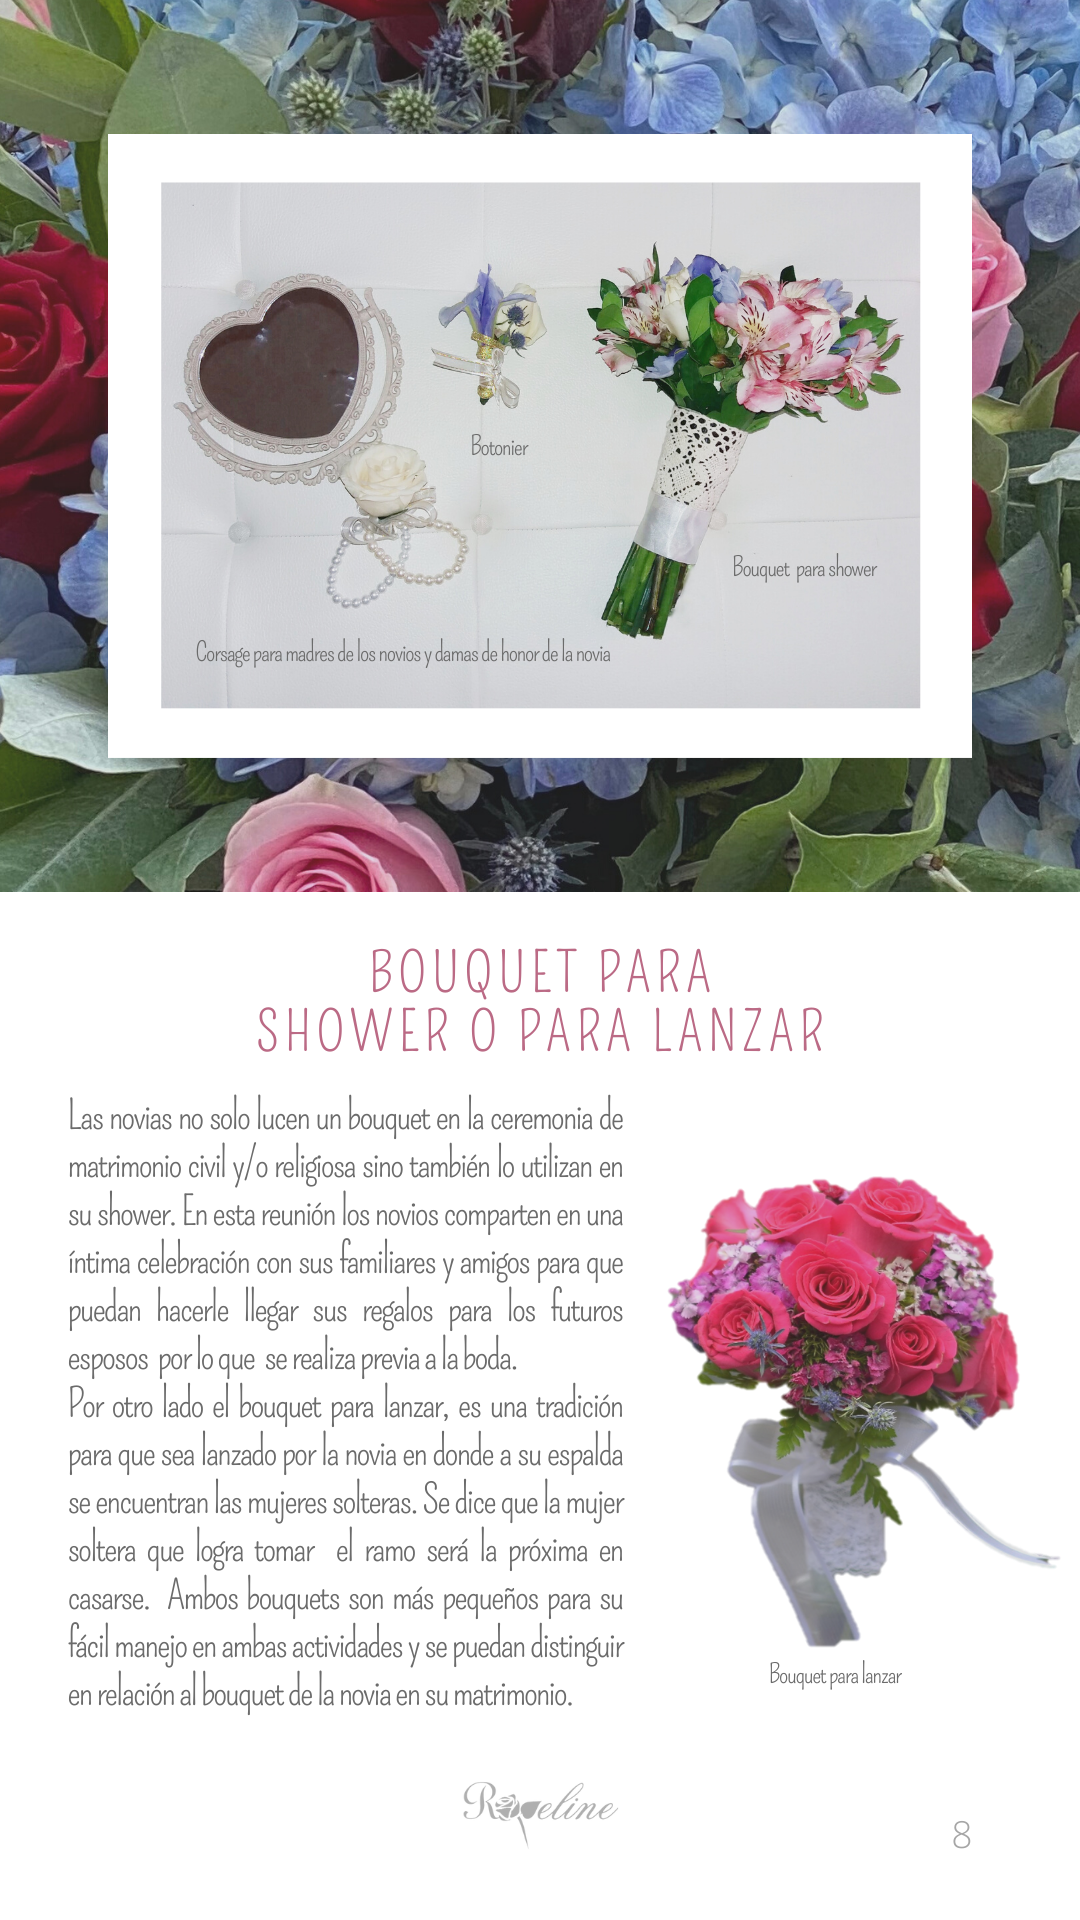 Botonier
Bouquet para shower
Corsage para madres de los novios y damas de honor de la novia
BOUQUET PARA
SHOWER O PARA LANZAR
Las novias no solo lucen un bouquet en la ceremonia de
matrimonio civil y/o religiosa sino también lo utilizan en
su shower. En esta reunión los novios comparten en una
íntima celebración con sus familiares y amigos para que
puedan hacerle llegar sus regalos para los futuros
esposos por lo que se realiza previa a la boda.
Por otro lado el bouquet para lanzar, es una tradición
para que sea lanzado por la novia en donde a su espalda
se encuentran las mujeres solteras. Se dice que la mujer
soltera que logra tomar el ramo será la próxima en
casarse. Ambos bouquets son más pequeños para su
fácil manejo en ambas actividades y se puedan distinguir
en relación al bouquet de la novia en su matrimonio.
Bouquet para lanzar
Roseline
8